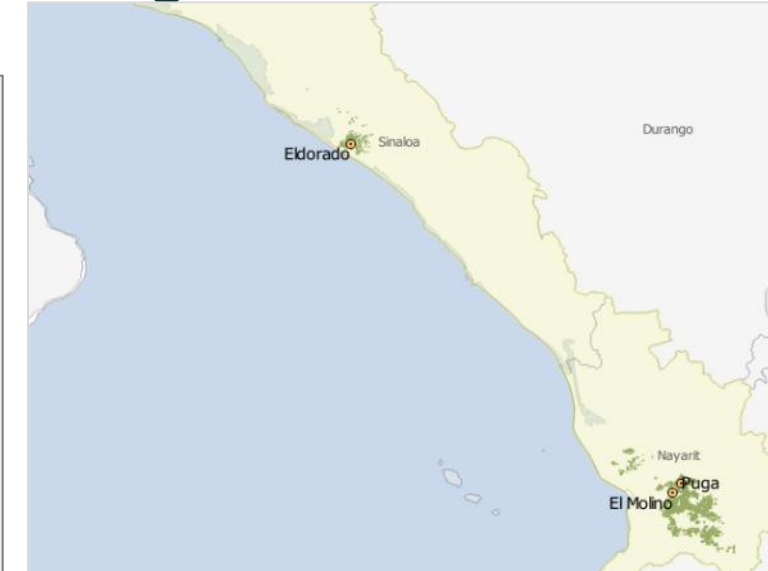 Durango
Sinaloa
Eldorado
Nayarit
Puga
El Molino